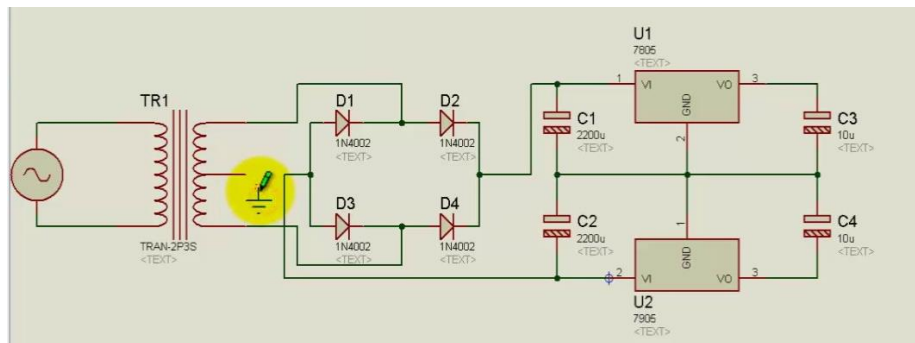 U1
7805
<TEXT>
1
VI
VO
3
GND
2
TR1
D1
1N4002
<TEXT>
D2
1N4002
<TEXT>
C1
2200u
<TEXT>
C3
10u
<TEXT>
D3
1N4002
<TEXT>
D4
1N4002
<TEXT>
C2
2200u
<TEXT>
C4
10u
<TEXT>
TRAN-2P3S
<TEXT>
1
GND
2
VI
VO
3
U2
7905
<TEXT>